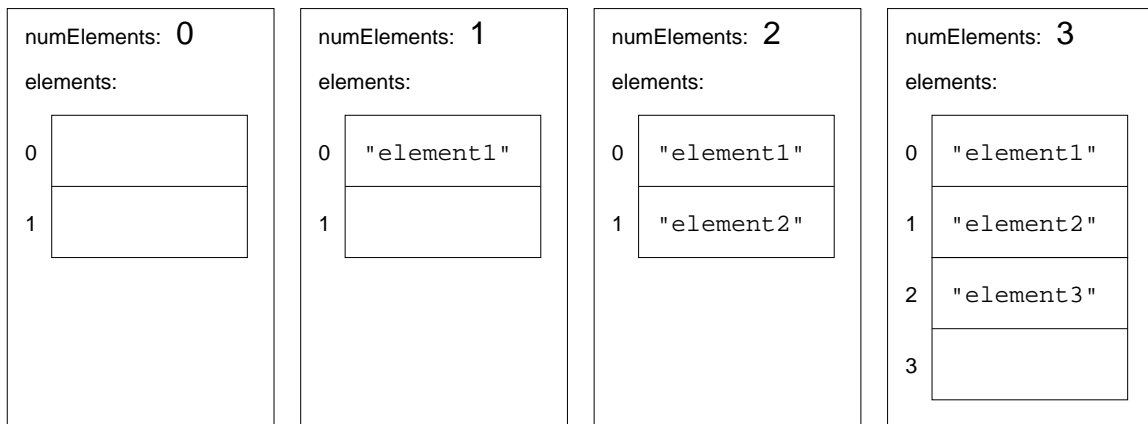 numElements: 0
elements:
0
1
numElements: 1
elements:
0 "element1"
1
numElements: 2
elements:
0 "element1"
1 "element2"
numElements: 3
elements:
0 "element1"
1 "element2"
2 "element3"
3